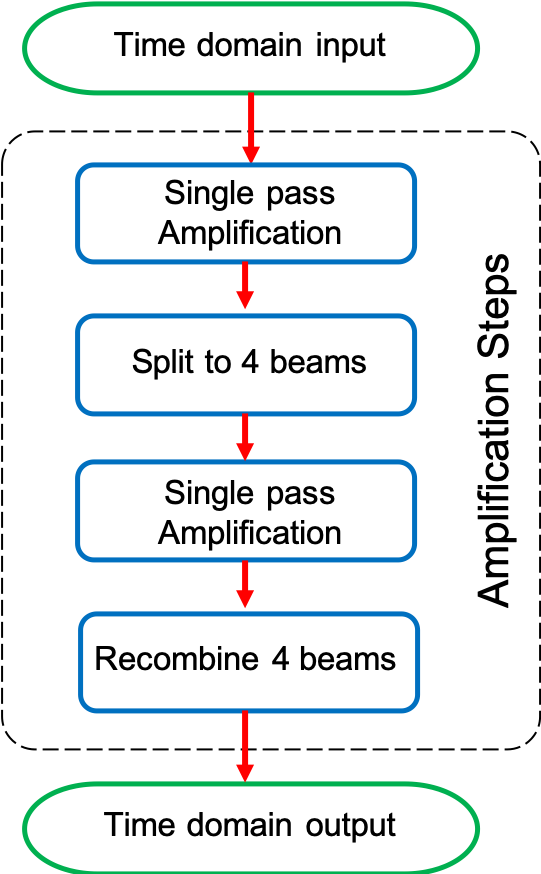 Time domain input
Single pass
Amplification
Split to 4 beams
Single pass
Amplification
Recombine 4 beams
Amplification Steps
Time domain output